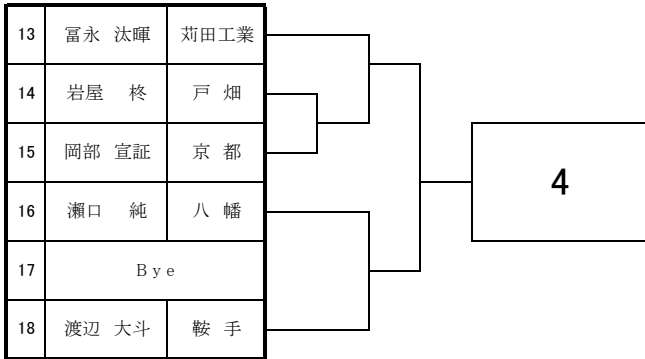 13 冨永 汰暉 苅田工業
14 岩屋 柊 戸 畑
15 岡部 宣証 京 都
16 瀬口 純 八 幡
17 Bye
18 渡辺 大斗 鞍 手
4